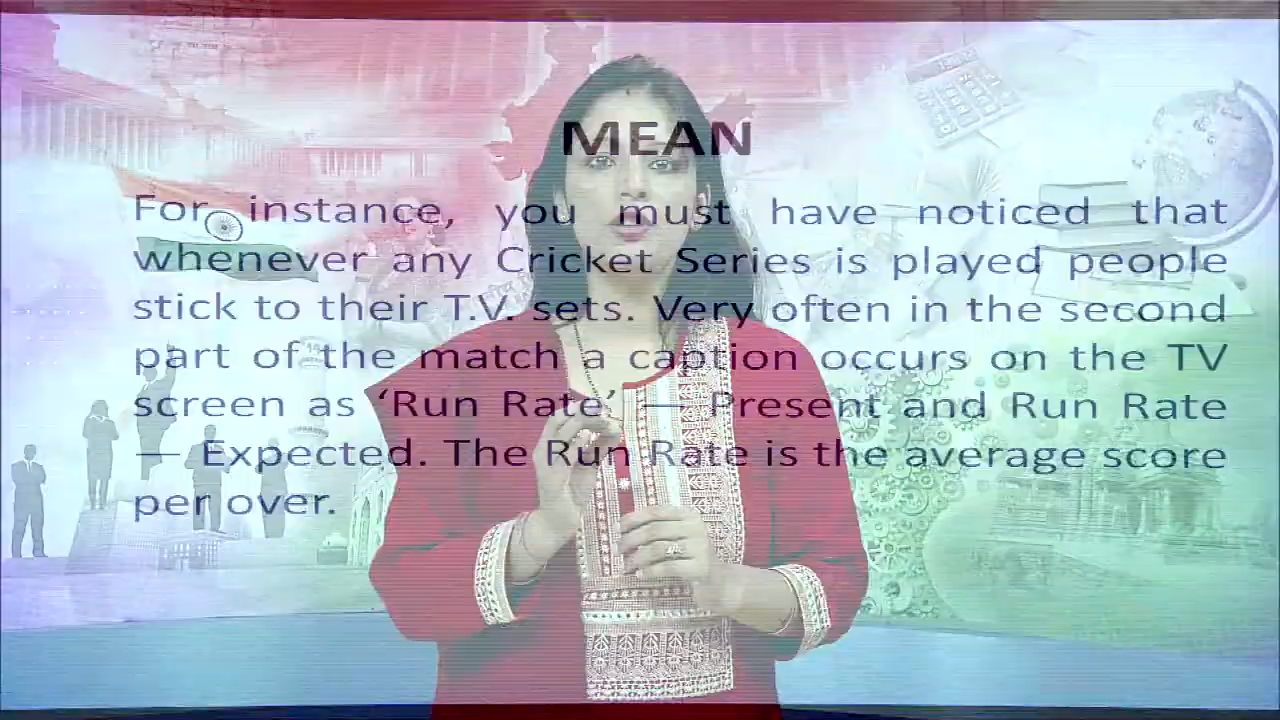 MEAN
For instance, you must have noticed that
whenever any Cricket Series is played people
stick to their T.V. sets. Very often in the second
part of the match a caption occurs on the TV
screen as ‘Run Rate’ — Present and Run Rate
— Expected. The Run Rate is the average score
per over.